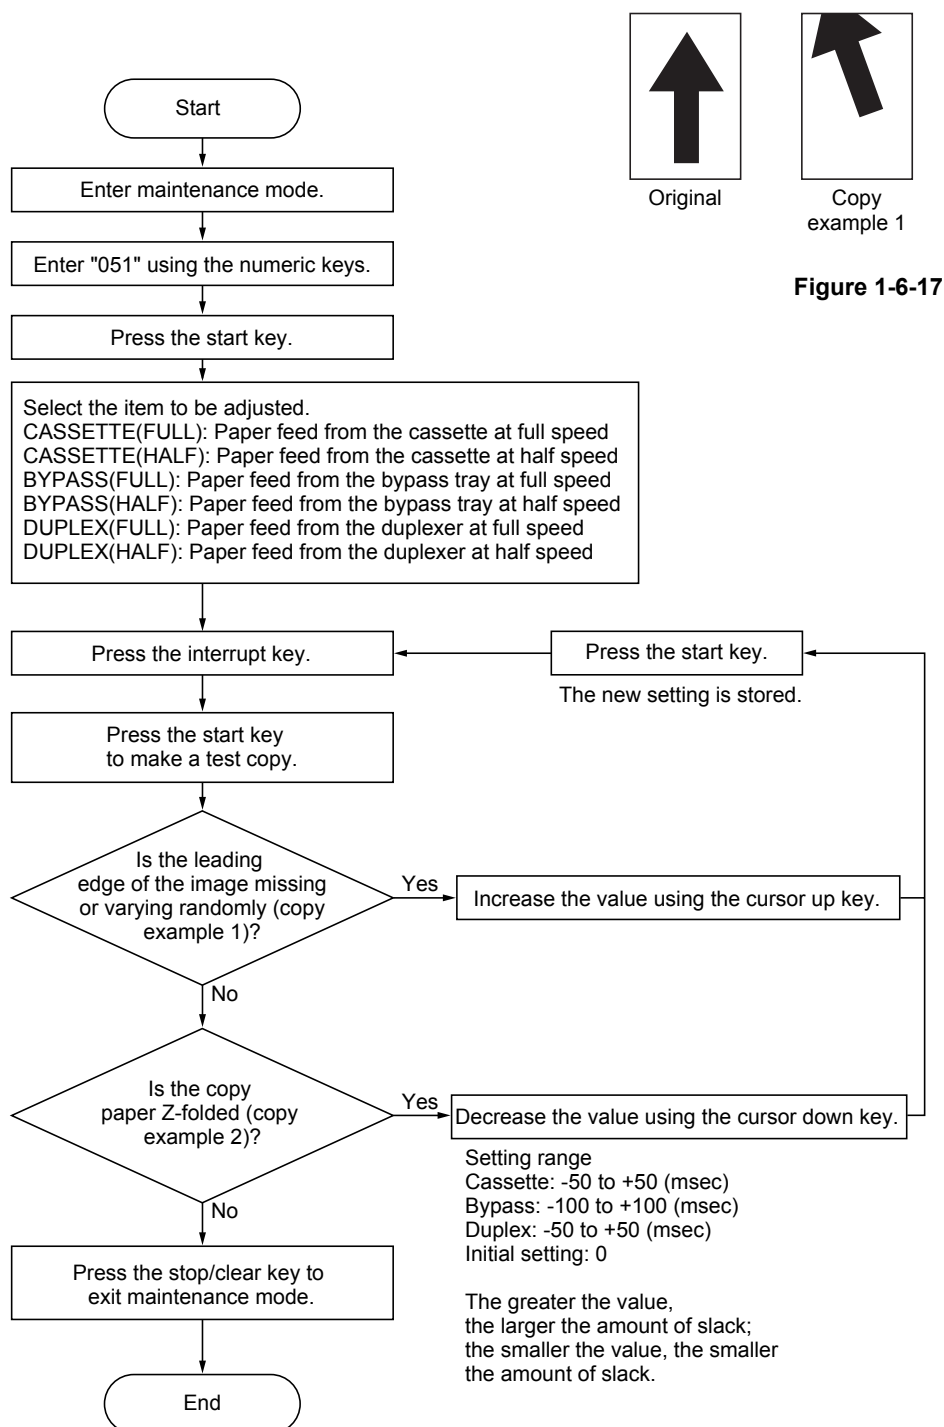 Original
Copy
example 1
Figure 1-6-17
Start
Enter maintenance mode.
Enter "051" using the numeric keys.
Press the start key.
Select the item to be adjusted.
CASSETTE(FULL): Paper feed from the cassette at full speed
CASSETTE(HALF): Paper feed from the cassette at half speed
BYPASS(FULL): Paper feed from the bypass tray at full speed
BYPASS(HALF): Paper feed from the bypass tray at half speed
DUPLEX(FULL): Paper feed from the duplexer at full speed
DUPLEX(HALF): Paper feed from the duplexer at half speed
Press the interrupt key.
Press the start key.
The new setting is stored.
Press the start key
to make a test copy.
Is the leading
edge of the image missing
or varying randomly (copy
example 1)?
Yes
Increase the value using the cursor up key.
No
Is the copy
paper Z-folded (copy
example 2)?
Yes
Decrease the value using the cursor down key.
Setting range
Cassette: -50 to +50 (msec)
Bypass: -100 to +100 (msec)
Duplex: -50 to +50 (msec)
Initial setting: 0
The greater the value,
the larger the amount of slack;
the smaller the value, the smaller
the amount of slack.
No
Press the stop/clear key to
exit maintenance mode.
End